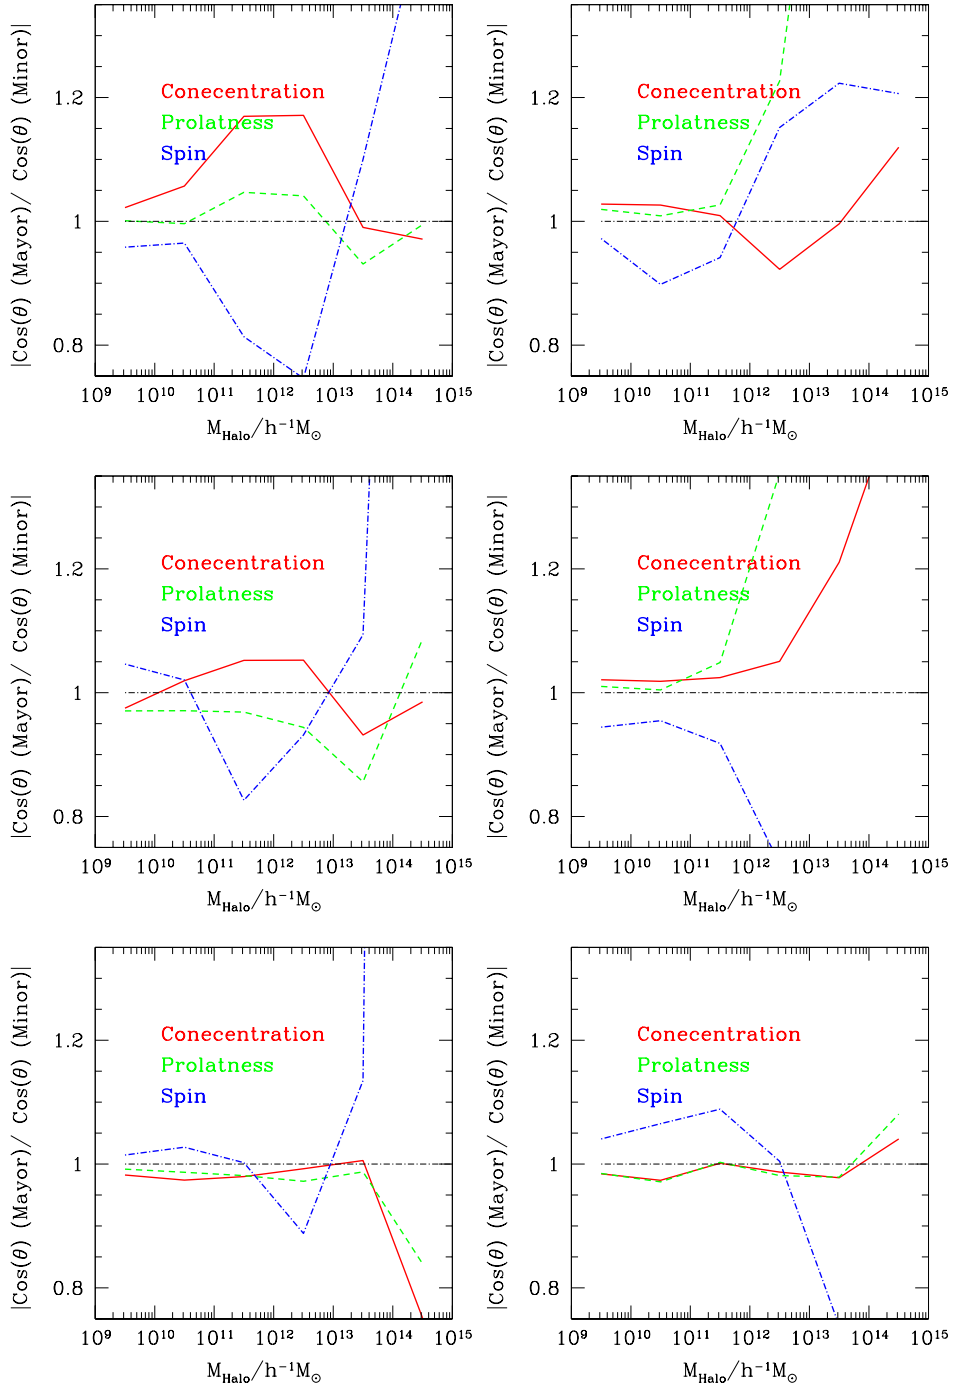 |Cos(θ) (Mayor)/ Cos(θ) (Minor)|
1.2
1
0.8
Conecentration
Prolatness
Spin
10⁹ 10¹⁰ 10¹¹ 10¹² 10¹³ 10¹⁴ 10¹⁵
M_Halo/h⁻¹M_⊙
|Cos(θ) (Mayor)/ Cos(θ) (Minor)|
1.2
1
0.8
Conecentration
Prolatness
Spin
10⁹ 10¹⁰ 10¹¹ 10¹² 10¹³ 10¹⁴ 10¹⁵
M_Halo/h⁻¹M_⊙
|Cos(θ) (Mayor)/ Cos(θ) (Minor)|
1.2
1
0.8
Conecentration
Prolatness
Spin
10⁹ 10¹⁰ 10¹¹ 10¹² 10¹³ 10¹⁴ 10¹⁵
M_Halo/h⁻¹M_⊙
|Cos(θ) (Mayor)/ Cos(θ) (Minor)|
1.2
1
0.8
Conecentration
Prolatness
Spin
10⁹ 10¹⁰ 10¹¹ 10¹² 10¹³ 10¹⁴ 10¹⁵
M_Halo/h⁻¹M_⊙
|Cos(θ) (Mayor)/ Cos(θ) (Minor)|
1.2
1
0.8
Conecentration
Prolatness
Spin
10⁹ 10¹⁰ 10¹¹ 10¹² 10¹³ 10¹⁴ 10¹⁵
M_Halo/h⁻¹M_⊙
|Cos(θ) (Mayor)/ Cos(θ) (Minor)|
1.2
1
0.8
Conecentration
Prolatness
Spin
10⁹ 10¹⁰ 10¹¹ 10¹² 10¹³ 10¹⁴ 10¹⁵
M_Halo/h⁻¹M_⊙